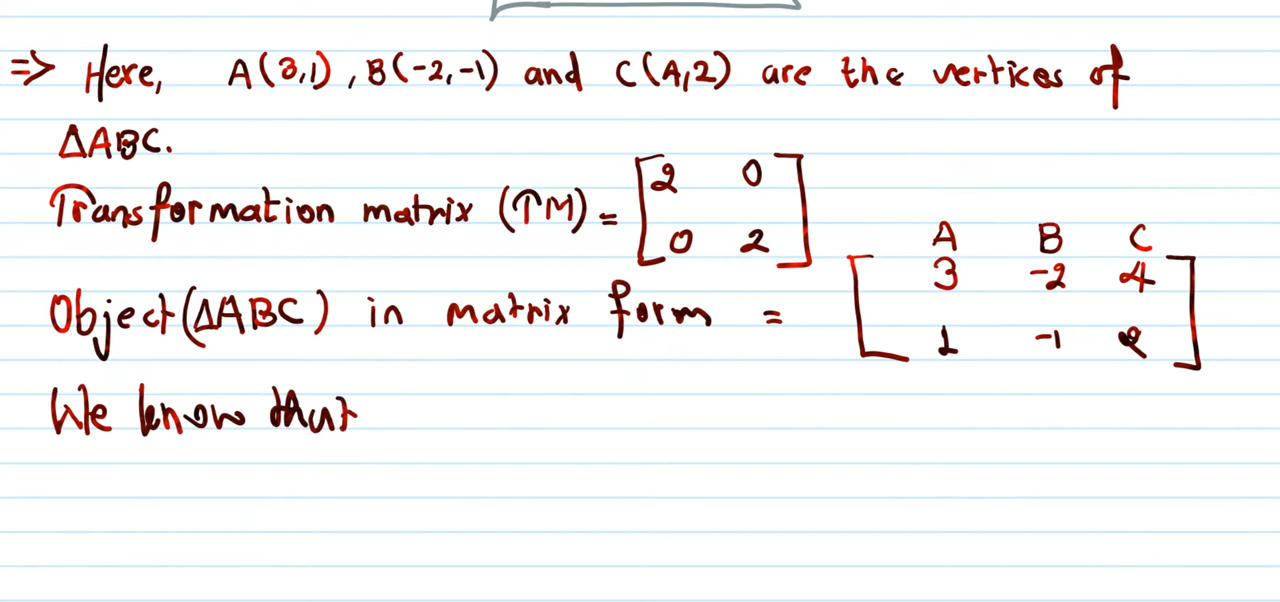 => Here, A(3,1), B(-2,-1) and C(4,2) are the vertices of
ΔABC.
Transformation matrix (TM) = [2 0
0 2]
A B C
Object (ΔABC) in matrix form = [3 -2 4
1 -1 2]
We know that